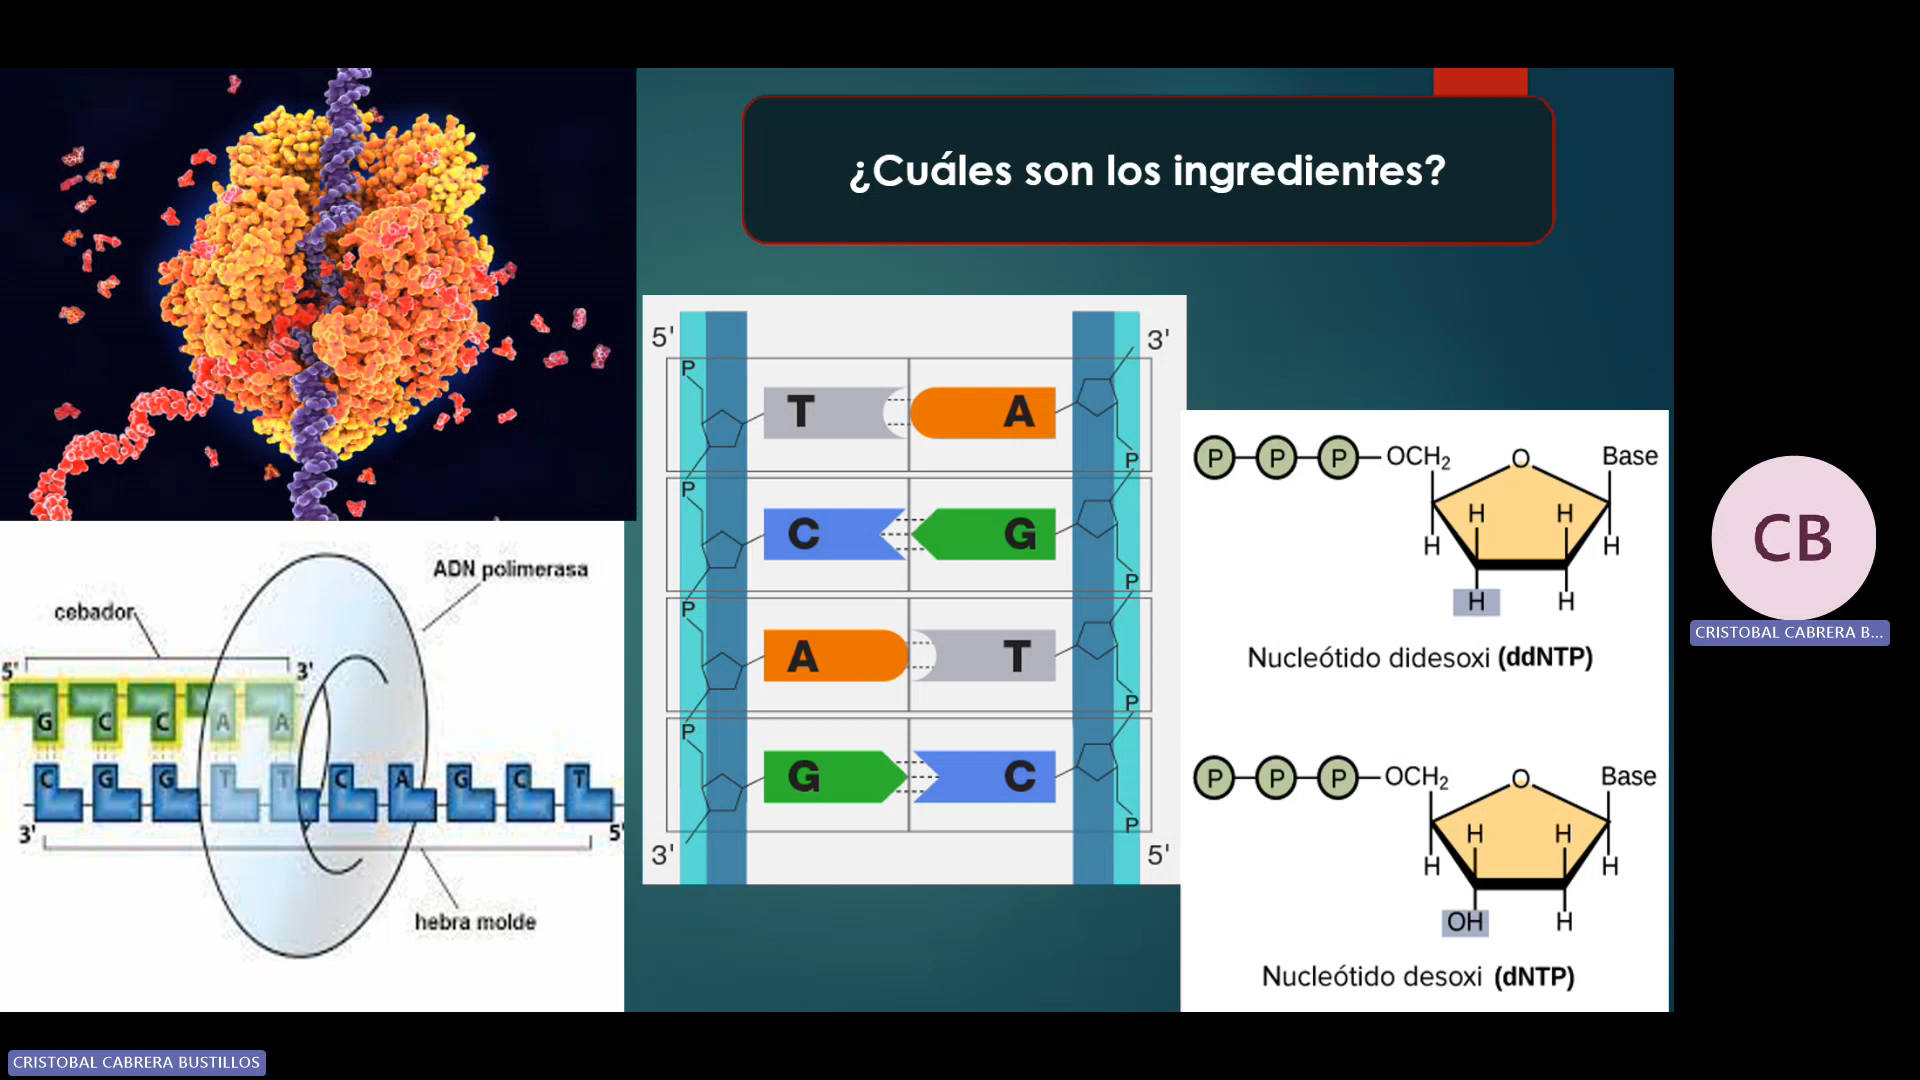 ¿Cuáles son los ingredientes?
ADN polimerasa
cebador
5' 3'
G C C A A
C G G T T C A G C T
3' 5'
hebra molde
5' 3'
P
T A
P
P
C G
P
P
A T
P
P
G C
P
3' 5'
P P P OCH₂ O Base
H H
H H
H H
Nucleótido didesoxi (ddNTP)
P P P OCH₂ O Base
H H
H H
OH H
Nucleótido desoxi (dNTP)
CB
CRISTOBAL CABRERA B...
CRISTOBAL CABRERA BUSTILLOS